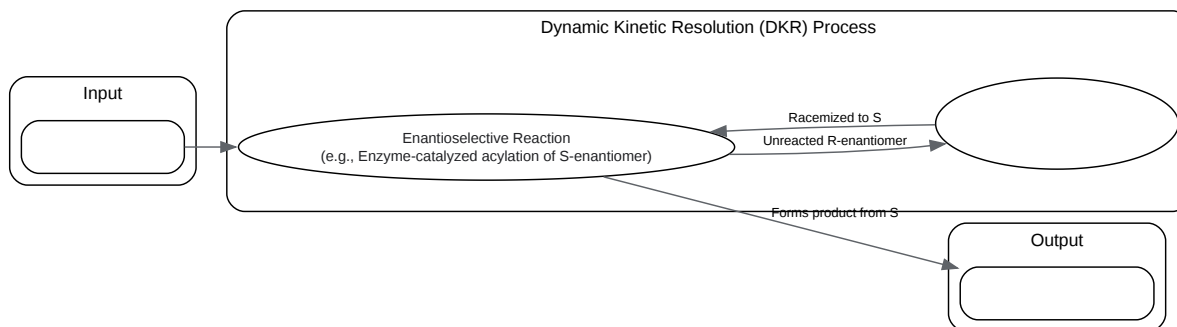 Dynamic Kinetic Resolution (DKR) Process
Input
Enantioselective Reaction
(e.g., Enzyme-catalyzed acylation of S-enantiomer)
Racemized to S
Unreacted R-enantiomer
Forms product from S
Output